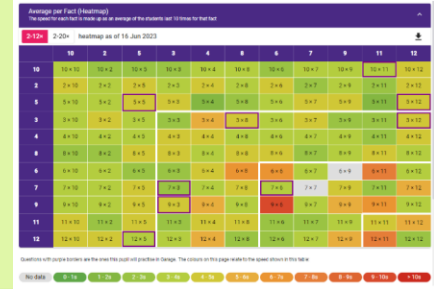 Average per Fact (Heatmap)
The speed for each fact is made up as an average of the students last 10 times for that fact
2-12+ 2-20+ heatmap as of 15 Jun 2023
10 2 5 3 4 8 6 7 9 11 12
10 10 × 10 10 × 2 10 × 5 10 × 3 10 × 4 10 × 8 10 × 6 10 × 7 10 × 9 10 × 11 10 × 12
2 2 × 10 2 × 2 2 × 5 2 × 3 2 × 4 2 × 8 2 × 6 2 × 7 2 × 9 2 × 11 2 × 12
5 5 × 10 5 × 2 5 × 5 5 × 3 5 × 4 5 × 8 5 × 6 5 × 7 5 × 9 5 × 11 5 × 12
3 3 × 10 3 × 2 3 × 5 3 × 3 3 × 4 3 × 8 3 × 6 3 × 7 3 × 9 3 × 11 3 × 12
4 4 × 10 4 × 2 4 × 5 4 × 3 4 × 4 4 × 8 4 × 6 4 × 7 4 × 9 4 × 11 4 × 12
8 8 × 10 8 × 2 8 × 5 8 × 3 8 × 4 8 × 8 8 × 6 8 × 7 8 × 9 8 × 11 8 × 12
6 6 × 10 6 × 2 6 × 5 6 × 3 6 × 4 6 × 8 6 × 6 6 × 7 6 × 9 6 × 11 6 × 12
7 7 × 10 7 × 2 7 × 5 7 × 3 7 × 4 7 × 8 7 × 6 7 × 7 7 × 9 7 × 11 7 × 12
9 9 × 10 9 × 2 9 × 5 9 × 3 9 × 4 9 × 8 9 × 6 9 × 7 9 × 9 9 × 11 9 × 12
11 11 × 10 11 × 2 11 × 5 11 × 3 11 × 4 11 × 8 11 × 6 11 × 7 11 × 9 11 × 11 11 × 12
12 12 × 10 12 × 2 12 × 5 12 × 3 12 × 4 12 × 8 12 × 6 12 × 7 12 × 9 12 × 11 12 × 12
Questions with purple borders are the ones this pupil will practice in Garage. The colours on this page relate to the speed shown in this table:
No data 0 - 1s 1 - 2s 2 - 3s 3 - 4s 4 - 5s 5 - 6s 6 - 7s 7 - 8s 8 - 9s 9 - 10s > 10s